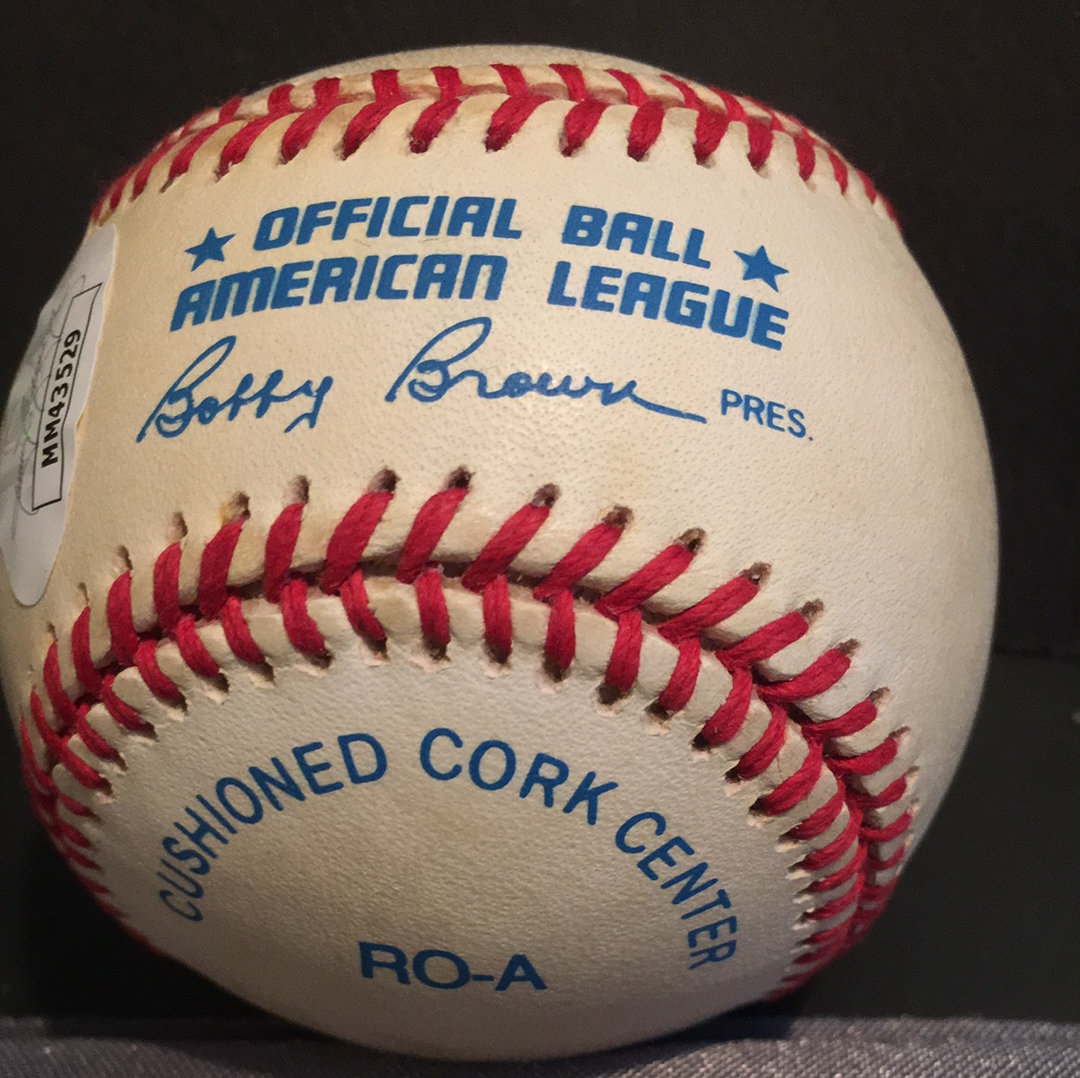 OFFICIAL BALL
AMERICAN LEAGUE
Bobby Brown PRES.
MM43529
CUSHIONED CORK CENTER
RO-A